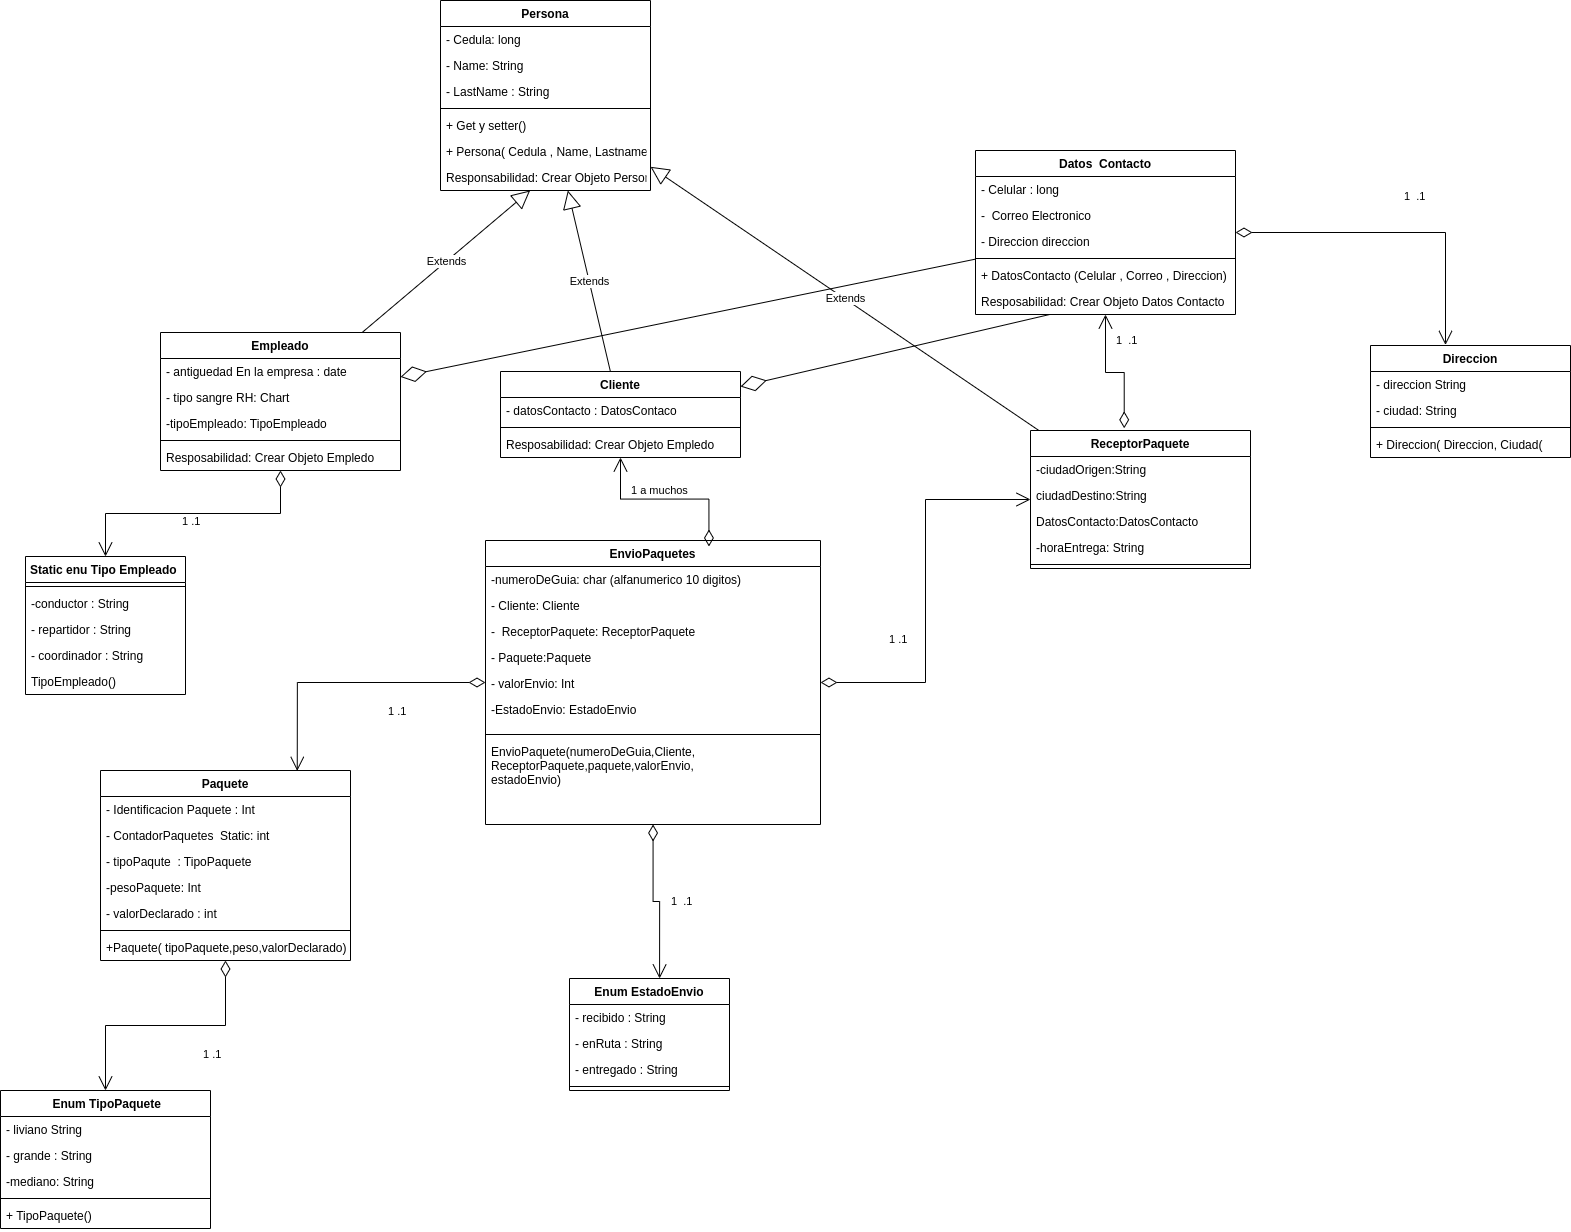 Persona
- Cedula: long
- Name: String
- LastName : String
+ Get y setter()
+ Persona( Cedula , Name, Lastname
Responsabilidad: Crear Objeto
Extends
Extends
Extends
Datos  Contacto
- Celular : long
-  Correo Electronico
- Direccion direccion
+ DatosContacto (Celular , Correo , Direccion)
Resposabilidad: Crear Objeto Datos Contacto
1  .1
1  .1
Direccion
- direccion String
- ciudad: String
+ Direccion( Direccion, Ciudad(
Empleado
- antiguedad En la empresa : date
- tipo sangre RH: Chart
-tipoEmpleado: TipoEmpleado
Resposabilidad: Crear Objeto Empledo
1 .1
Cliente
- datosContacto : DatosContaco
Resposabilidad: Crear Objeto Empledo
1 a muchos
ReceptorPaquete
-ciudadOrigen:String
ciudadDestino:String
DatosContacto:DatosContacto
-horaEntrega: String
Static enu Tipo Empleado
-conductor : String
- repartidor : String
- coordinador : String
TipoEmpleado()
EnvioPaquetes
-numeroDeGuia: char (alfanumerico 10 digitos)
- Cliente: Cliente
-  ReceptorPaquete: ReceptorPaquete
- Paquete:Paquete
- valorEnvio: Int
-EstadoEnvio: EstadoEnvio
EnvioPaquete(numeroDeGuia,Cliente,
ReceptorPaquete,paquete,valorEnvio,
estadoEnvio)
1 .1
1 .1
Paquete
- Identificacion Paquete : Int
- ContadorPaquetes  Static: int
- tipoPaqute  : TipoPaquete
-pesoPaquete: Int
- valorDeclarado : int
+Paquete( tipoPaquete,peso,valorDeclarado)
1  .1
Enum EstadoEnvio
- recibido : String
- enRuta : String
- entregado : String
1 .1
Enum TipoPaquete
- liviano String
- grande : String
-mediano: String
+ TipoPaquete()